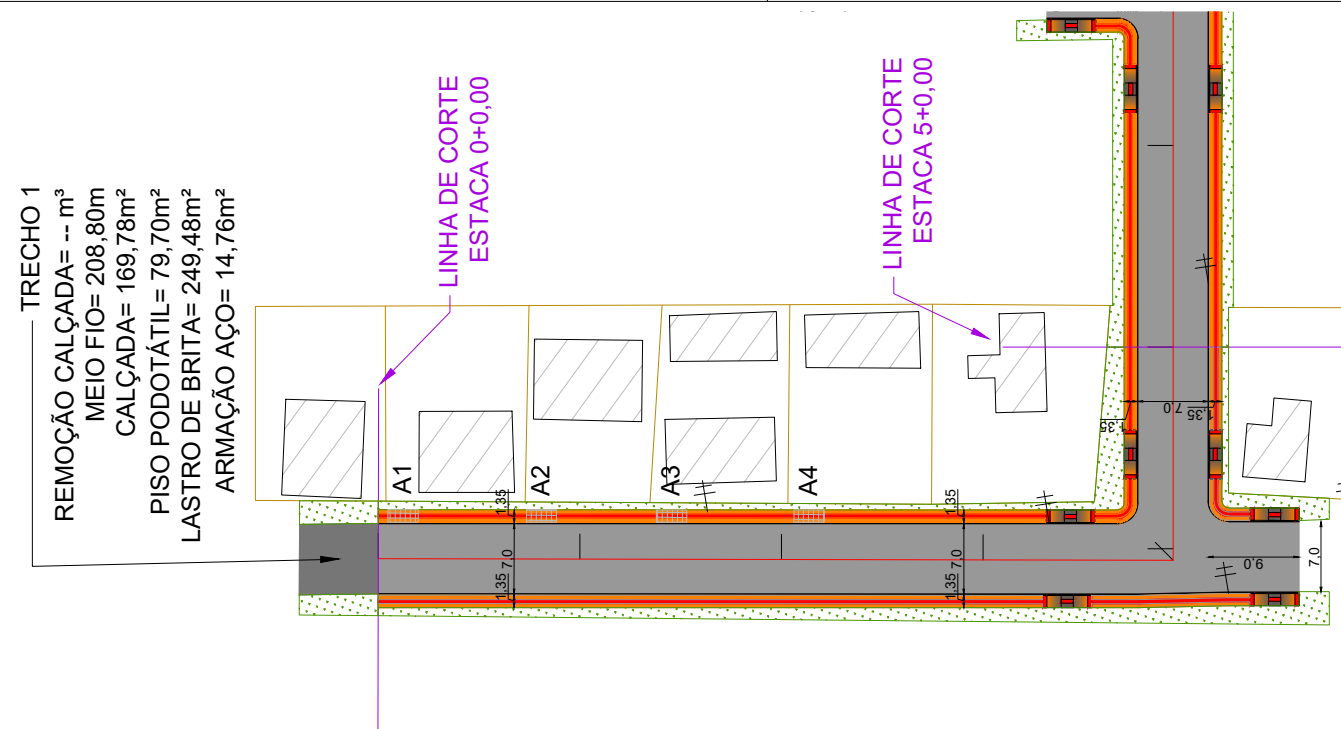 TRECHO 1
REMOÇÃO CALÇADA= -- m³
MEIO FIO= 208,80m
CALÇADA= 169,78m²
PISO PODOTÁTIL= 79,70m²
LASTRO DE BRITA= 249,48m²
ARMAÇÃO AÇO= 14,76m²
LINHA DE CORTE
ESTACA 0+0,00
LINHA DE CORTE
ESTACA 5+0,00
A1
A2
A3
A4
1,35
7,0
1,35
1,35
7,0
1,35
1,35
7,0
1,35
9,0
7,0